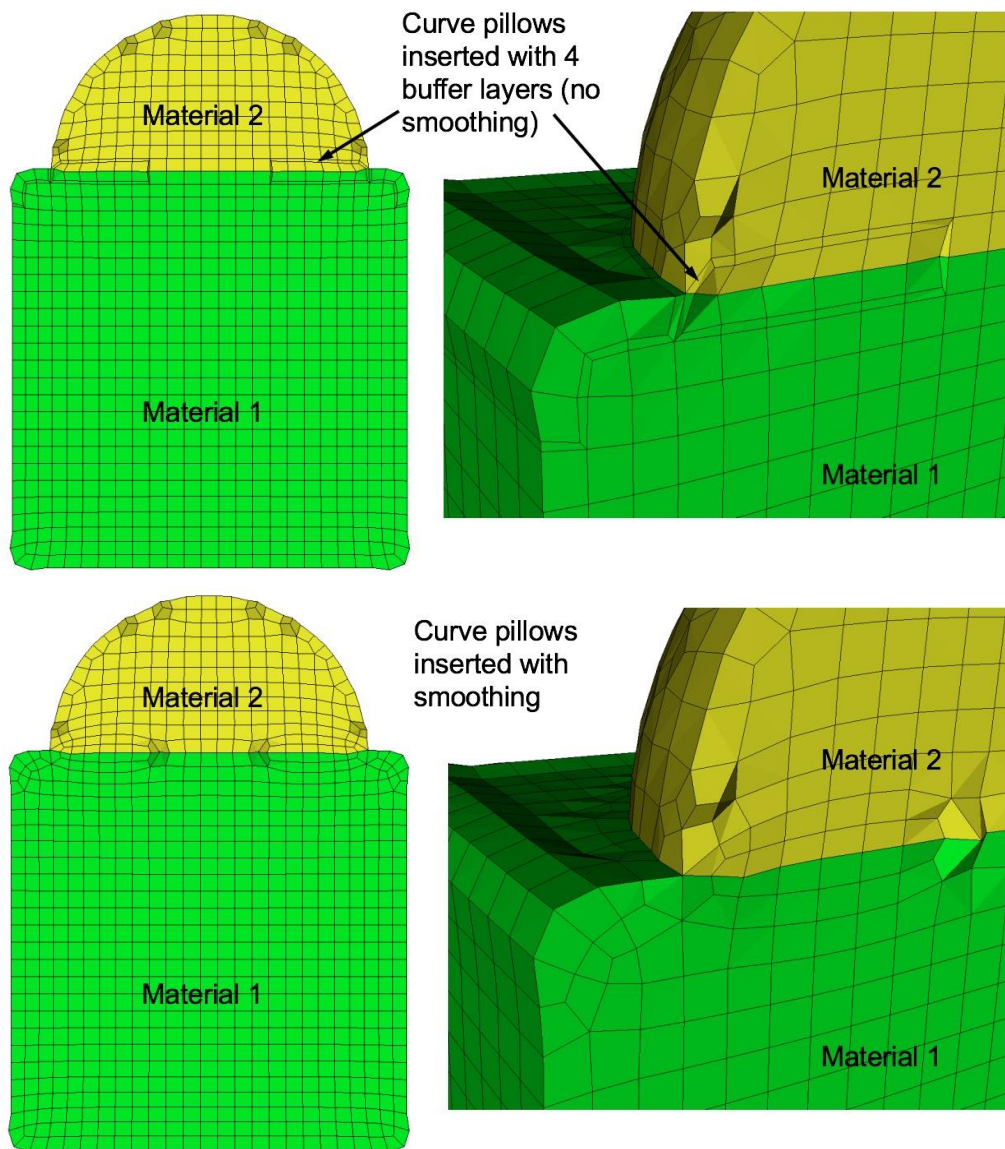 Curve pillows
inserted with 4
buffer layers (no
smoothing)
Material 2
Material 1
Material 2
Material 1
Curve pillows
inserted with
smoothing
Material 2
Material 1
Material 2
Material 1